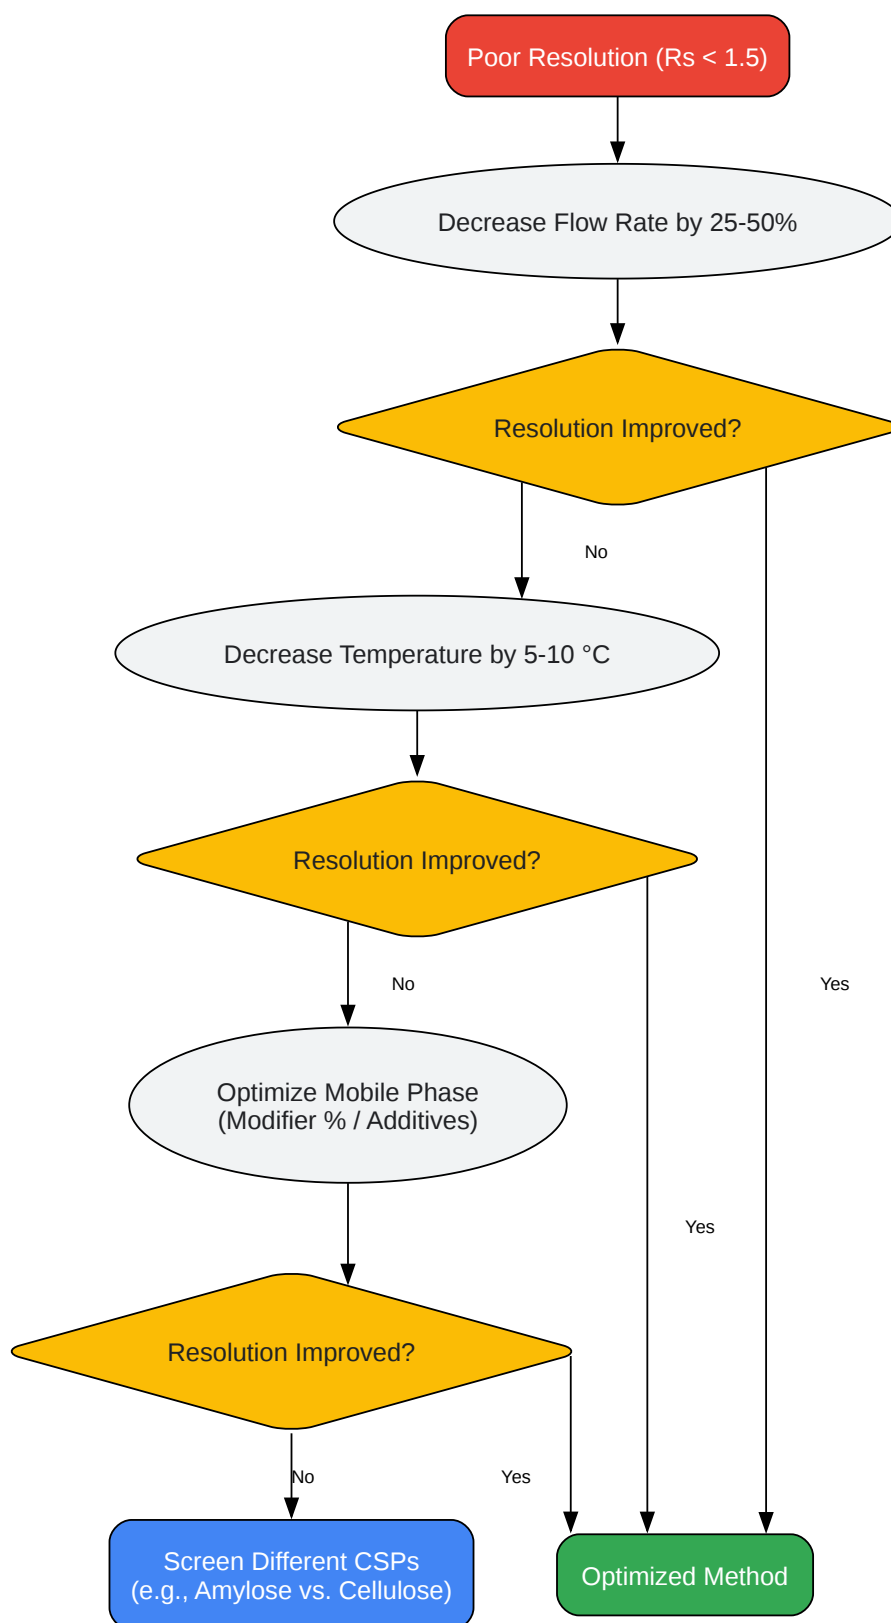 Poor Resolution (Rs < 1.5)
Decrease Flow Rate by 25-50%
Resolution Improved?
No
Decrease Temperature by 5-10 °C
Resolution Improved?
No
Yes
Optimize Mobile Phase
(Modifier % / Additives)
Yes
Resolution Improved?
No
Yes
Screen Different CSPs
(e.g., Amylose vs. Cellulose)
Optimized Method